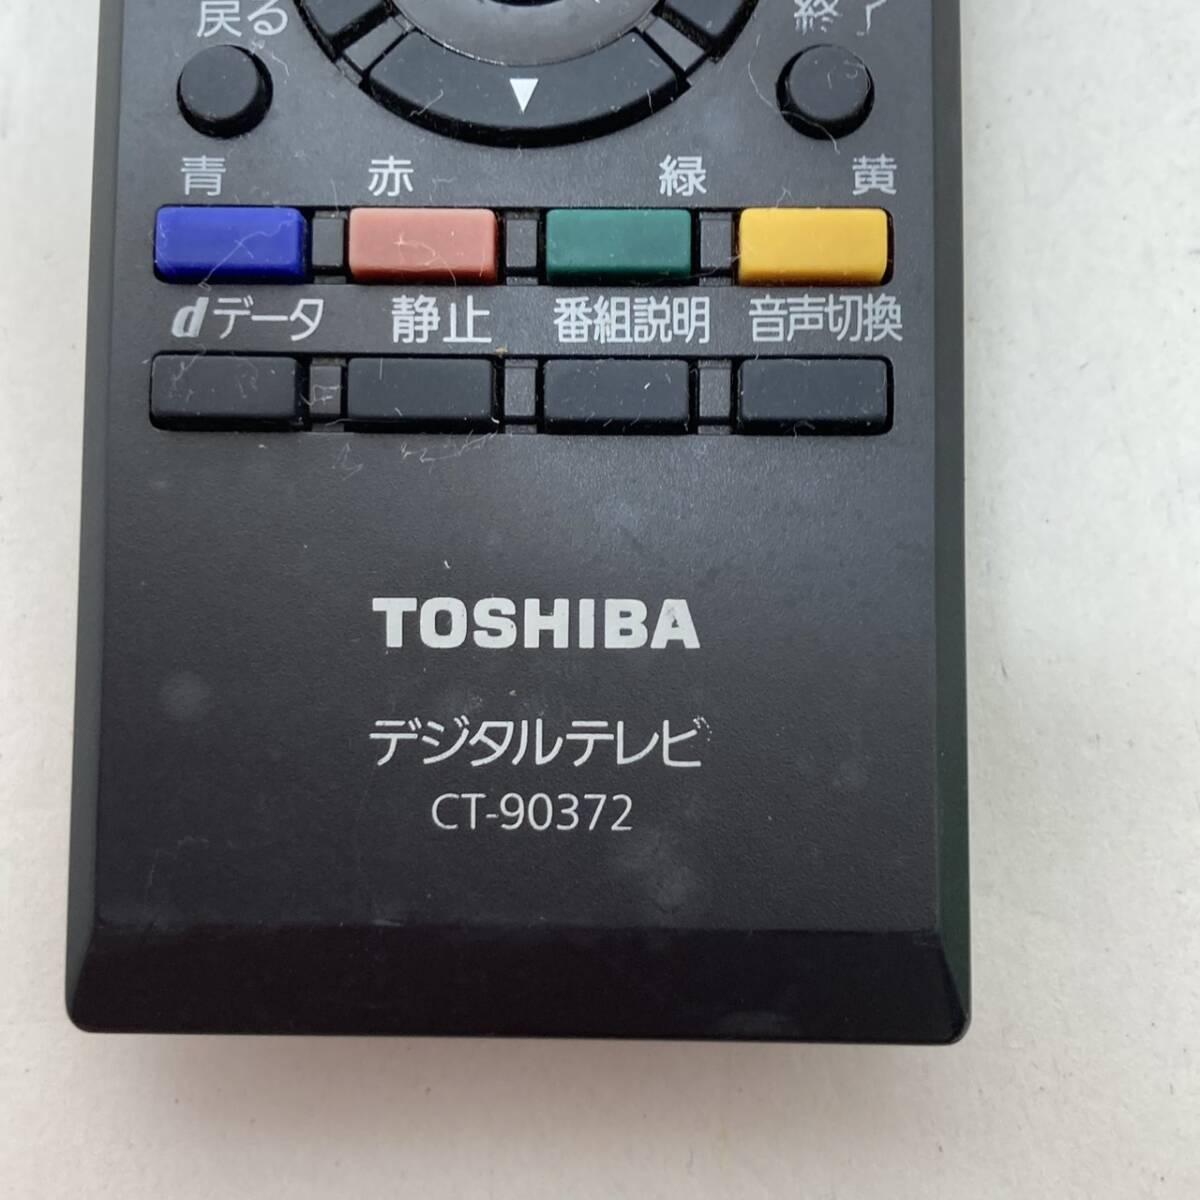 戻る 終了
青 赤 緑 黄
dデータ 静止 番組説明 音声切換
TOSHIBA
デジタルテレビ
CT-90372